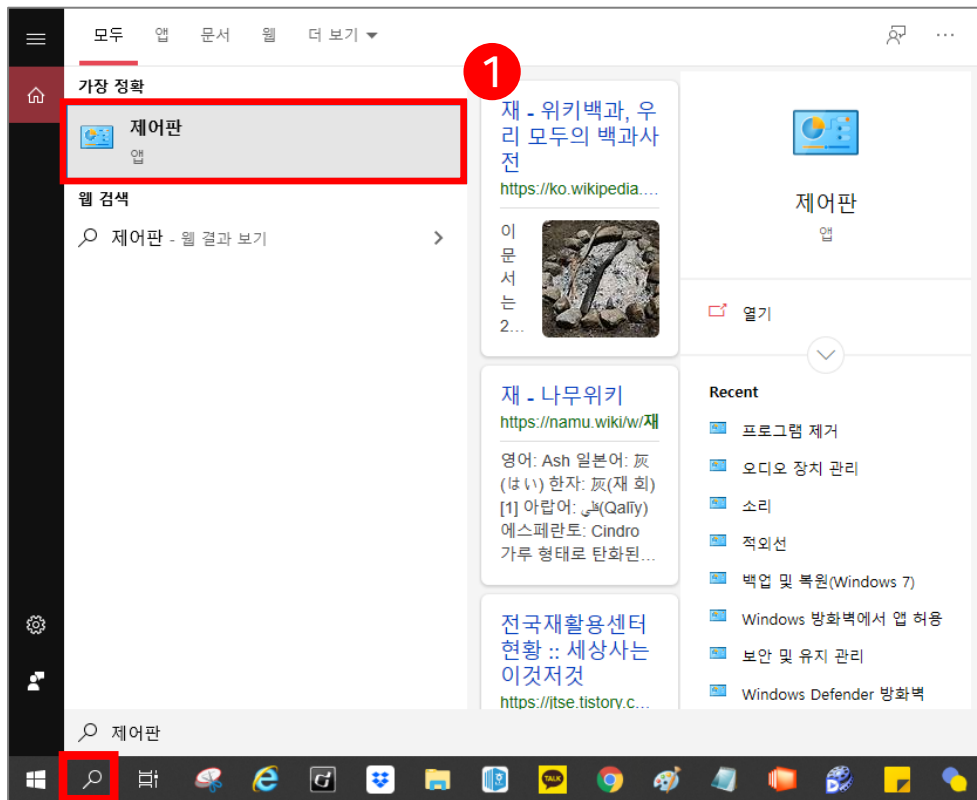 모두 앱 문서 웹 더 보기
가장 정확
1
제어판
앱
웹 검색
제어판 - 웹 결과 보기
재 - 위키백과, 우
리 모두의 백과사
전
https://ko.wikipedia....
이
문
서
는
2...
재 - 나무위키
https://namu.wiki/w/재
영어: Ash 일본어: 灰
(はい) 한자: 灰(재 회)
[1] 아랍어: قلي(Qalīy)
에스페란토: Cindro
가루 형태로 탄화된...
전국재활용센터
현황 :: 세상사는
이것저것
https://jtse.tistory.c...
제어판
앱
열기
Recent
프로그램 제거
오디오 장치 관리
소리
적외선
백업 및 복원(Windows 7)
Windows 방화벽에서 앱 허용
보안 및 유지 관리
Windows Defender 방화벽
제어판
TALK